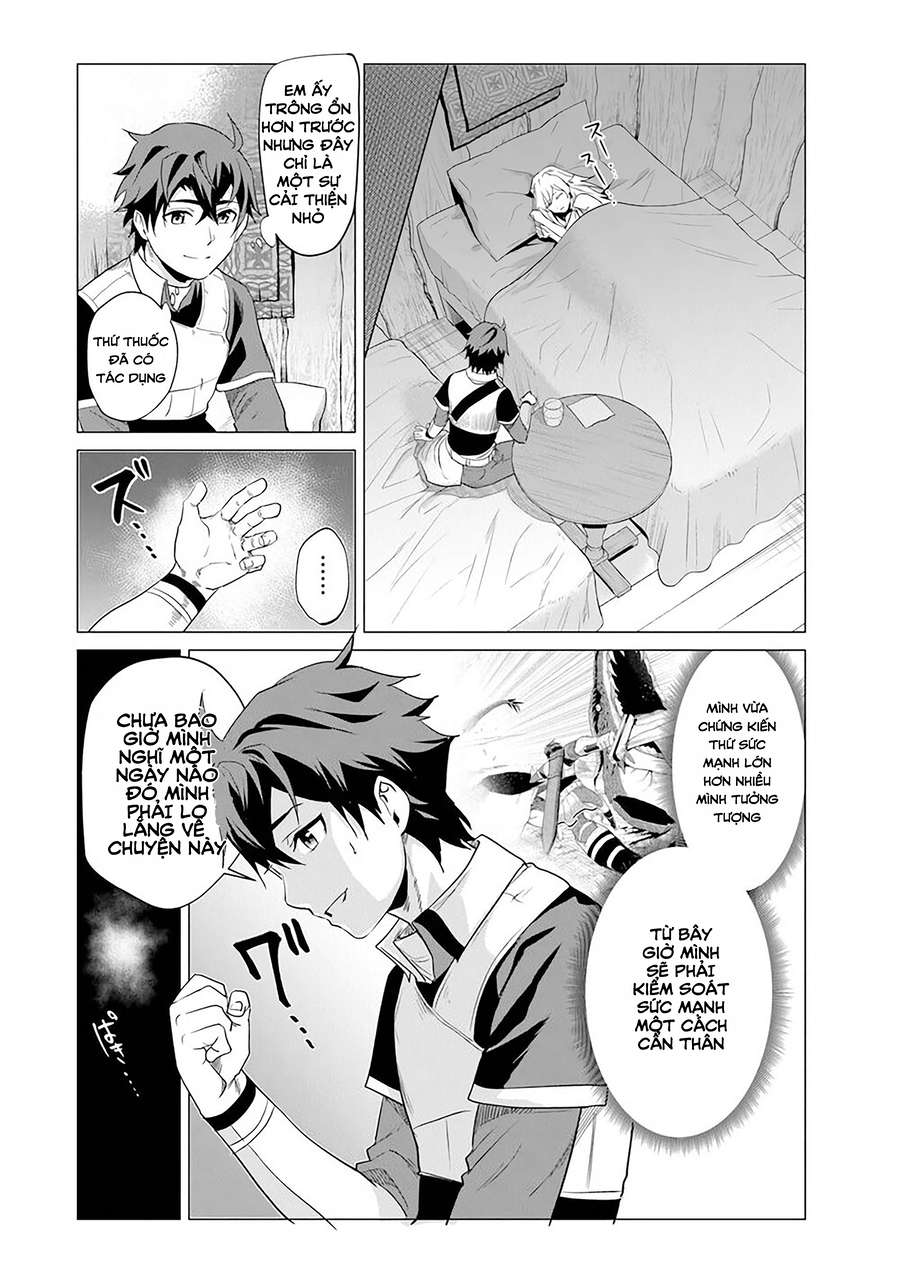 スー
スー
EM ẤY
TRÔNG ỔN
HƠN TRƯỚC
NHƯNG ĐÂY
CHỈ LÀ
MỘT SỰ
CẢI THIỆN
NHỎ
THỨ THUỐC
ĐÃ CÓ
TÁC DỤNG
ズ...
......
MÌNH VỪA
CHỨNG KIẾN
THỨ SỨC
MẠNH LỚN
HƠN NHIỀU
MÌNH TƯỞNG
TƯỢNG
TỪ BÂY
GIỜ MÌNH
SẼ PHẢI
KIỂM SOÁT
SỨC MẠNH
MỘT CÁCH
CẨN THÂN
CHƯA BAO
GIỜ MÌNH
NGHĨ MỘT
NGÀY NÀO
ĐÓ MÌNH
PHẢI LO
LẮNG VỀ
CHUYỆN NÀY
グ...